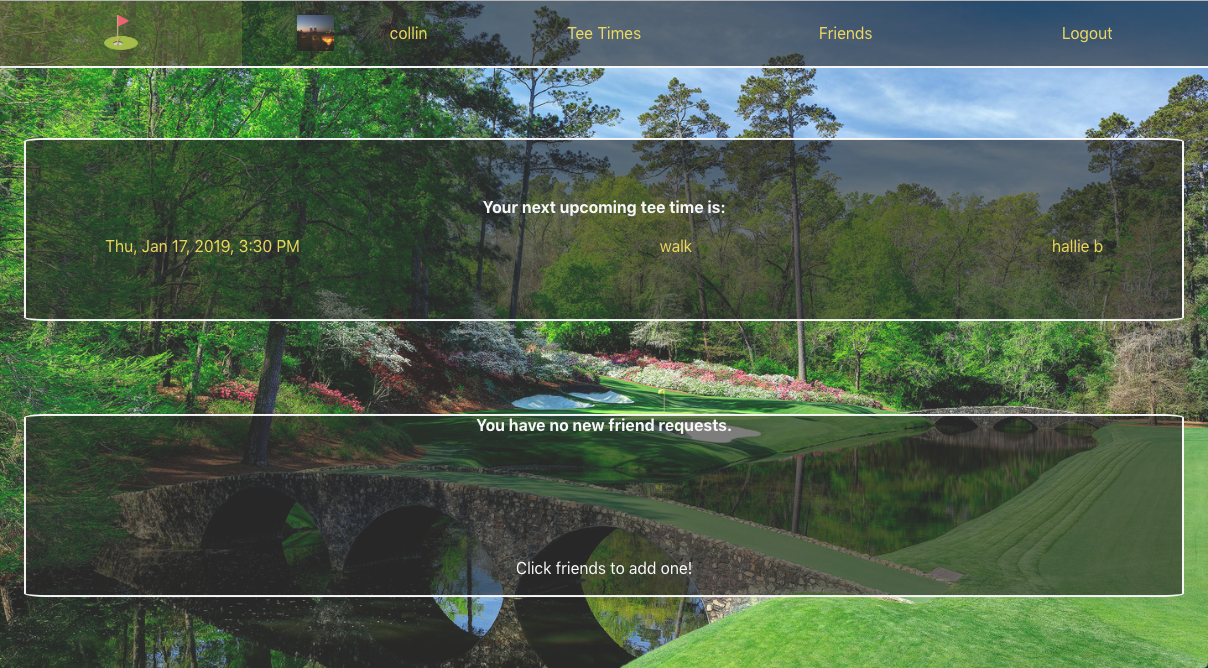 collin Tee Times Friends Logout
Your next upcoming tee time is:
Thu, Jan 17, 2019, 3:30 PM walk hallie b
You have no new friend requests.
Click friends to add one!